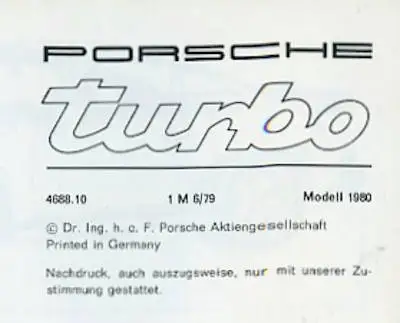 PORSCHE
turbo
4688.10 1 M 6/79 Modell 1980
© Dr. Ing. h. c. F. Porsche Aktiengesellschaft
Printed in Germany
Nachdruck, auch auszugsweise, nur mit unserer Zu-
stimmung gestattet.